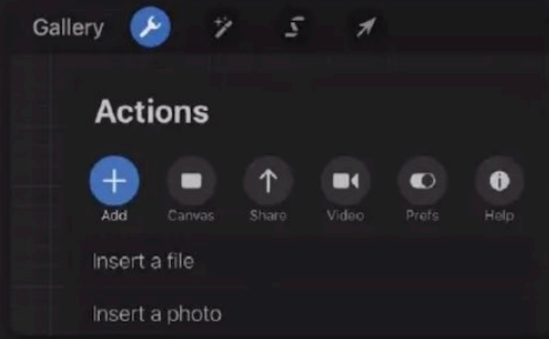 Gallery
Actions
Add Canvas Share Video Prefs Help
Insert a file
Insert a photo